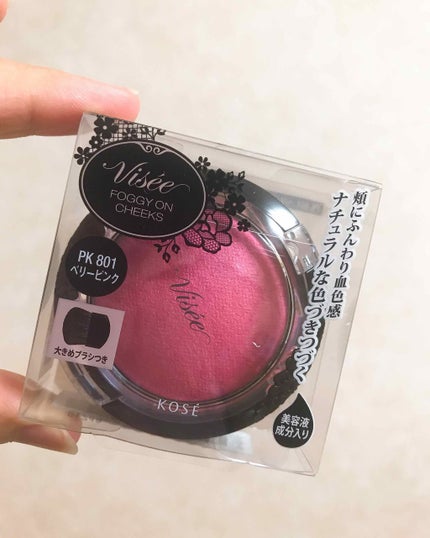 Visée
FOGGY ON
CHEEKS
PK 801
ベリーピンク
大きめブラシつき
頬にふんわり血色感
ナチュラルな色づきつづく
Visée
KOSÉ
美容液
成分入り